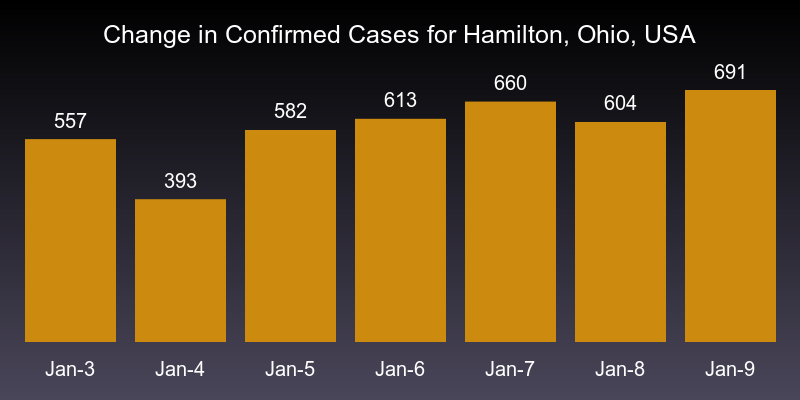 Change in Confirmed Cases for Hamilton, Ohio, USA
557
393
582
613
660
604
691
Jan-3
Jan-4
Jan-5
Jan-6
Jan-7
Jan-8
Jan-9